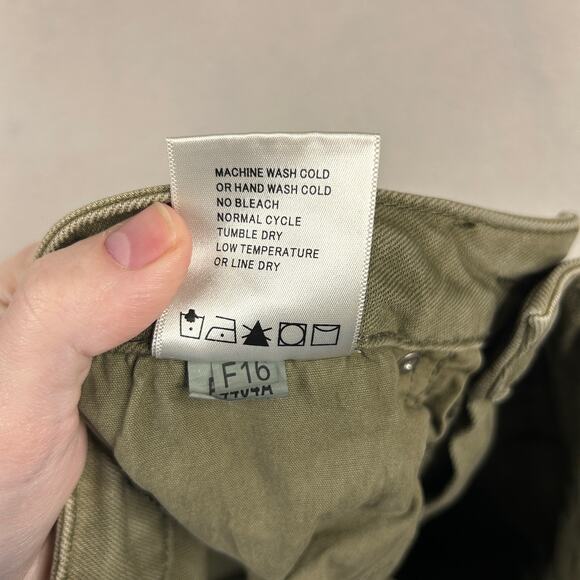 MACHINE WASH COLD
OR HAND WASH COLD
NO BLEACH
NORMAL CYCLE
TUMBLE DRY
LOW TEMPERATURE
OR LINE DRY
F16